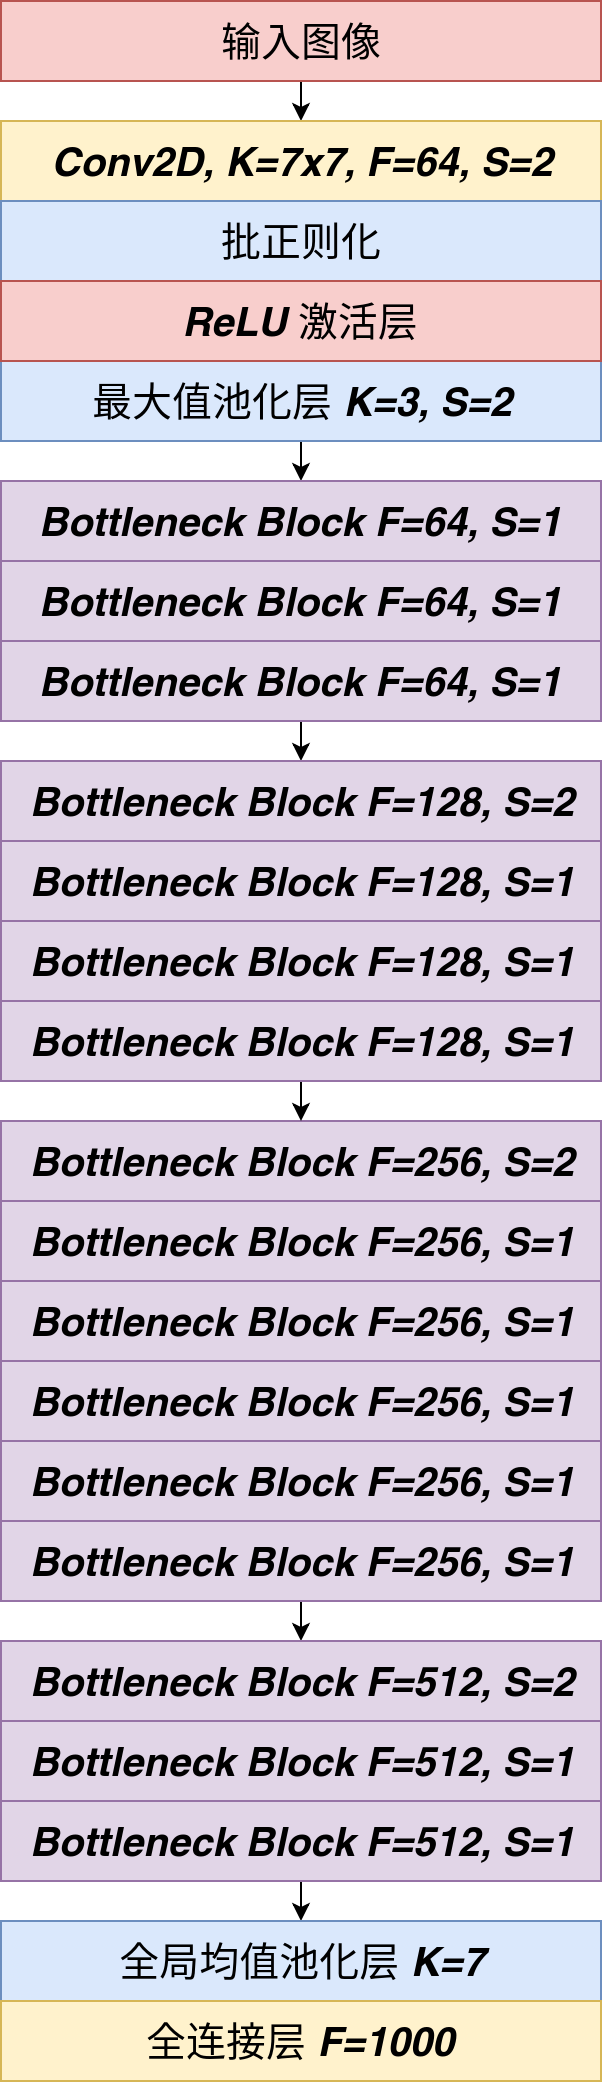 输入图像
Conv2D, K=7x7, F=64, S=2
批正则化
ReLU 激活层
最大值池化层 K=3, S=2
Bottleneck Block F=64, S=1
Bottleneck Block F=64, S=1
Bottleneck Block F=64, S=1
Bottleneck Block F=128, S=2
Bottleneck Block F=128, S=1
Bottleneck Block F=128, S=1
Bottleneck Block F=128, S=1
Bottleneck Block F=256, S=2
Bottleneck Block F=256, S=1
Bottleneck Block F=256, S=1
Bottleneck Block F=256, S=1
Bottleneck Block F=256, S=1
Bottleneck Block F=256, S=1
Bottleneck Block F=512, S=2
Bottleneck Block F=512, S=1
Bottleneck Block F=512, S=1
全局均值池化层 K=7
全连接层 F=1000